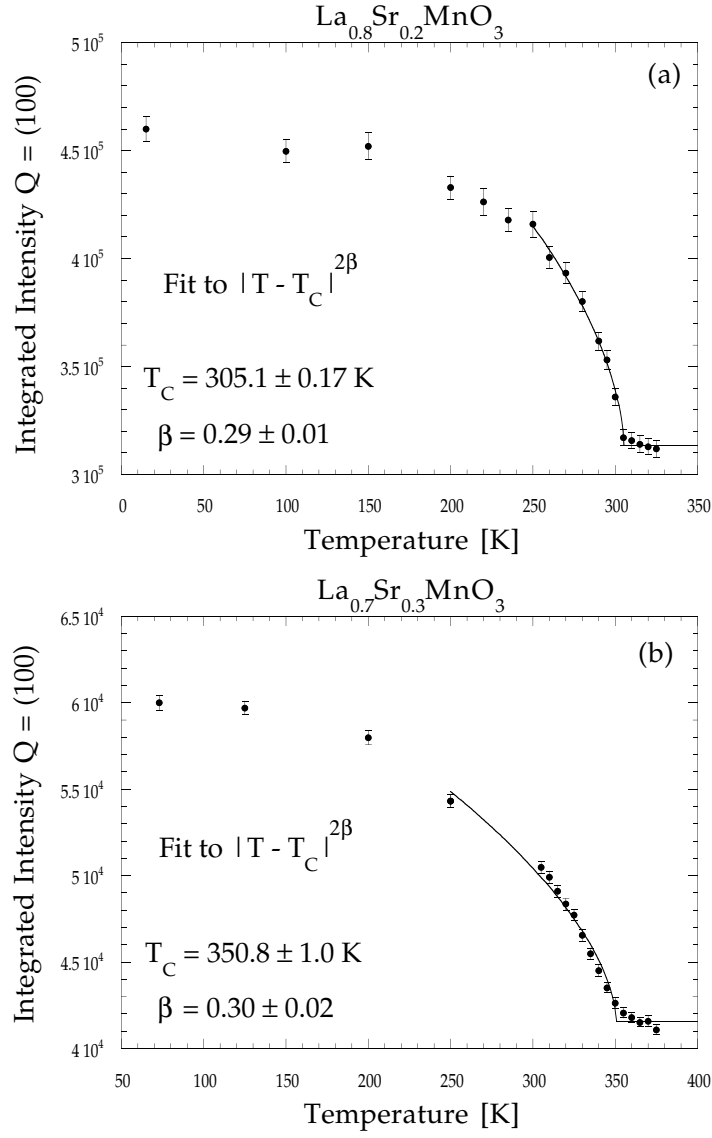 La0.8Sr0.2MnO3
(a)
Integrated Intensity Q = (100)
5 10^5
4.5 10^5
4 10^5
3.5 10^5
3 10^5
Fit to |T - TC|^2β
TC = 305.1 ± 0.17 K
β = 0.29 ± 0.01
0 50 100 150 200 250 300 350
Temperature [K]
La0.7Sr0.3MnO3
(b)
Integrated Intensity Q = (100)
6.5 10^4
6 10^4
5.5 10^4
5 10^4
4.5 10^4
4 10^4
Fit to |T - TC|^2β
TC = 350.8 ± 1.0 K
β = 0.30 ± 0.02
50 100 150 200 250 300 350 400
Temperature [K]